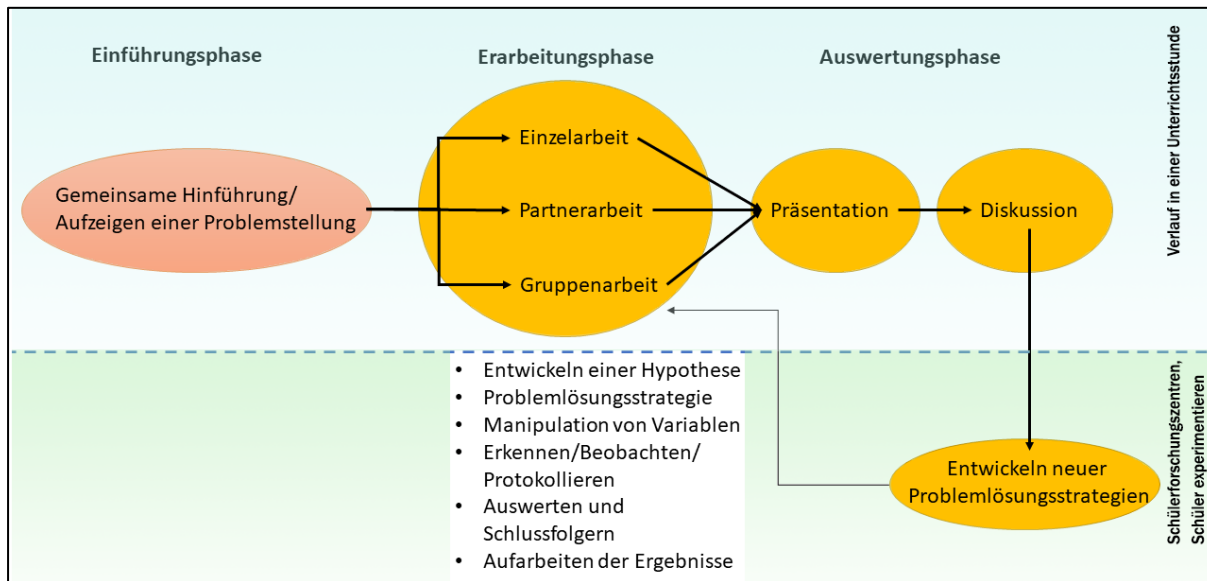 Einführungsphase
Erarbeitungsphase
Auswertungsphase
Gemeinsame Hinführung/
Aufzeigen einer Problemstellung
Einzelarbeit
Partnerarbeit
Gruppenarbeit
Präsentation
Diskussion
Verlauf in einer Unterrichtsstunde
• Entwickeln einer Hypothese
• Problemlösungsstrategie
• Manipulation von Variablen
• Erkennen/Beobachten/
Protokollieren
• Auswerten und
Schlussfolgern
• Aufarbeiten der Ergebnisse
Entwickeln neuer
Problemlösungsstrategien
Schülerforschungszentren,
Schüler experimentieren